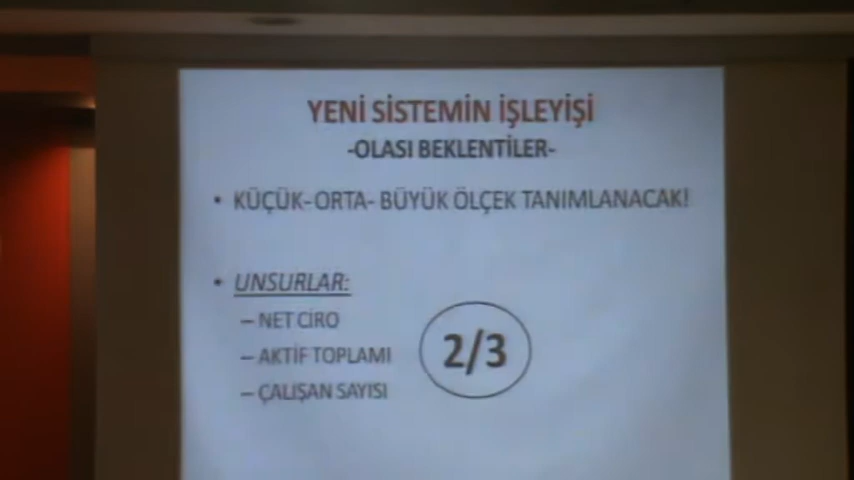 YENİ SİSTEMİN İŞLEYİŞİ
-OLASI BEKLENTİLER-
• KÜÇÜK- ORTA- BÜYÜK ÖLÇEK TANIMLANACAK!
• UNSURLAR:
– NET CİRO
– AKTİF TOPLAMI
– ÇALIŞAN SAYISI
2/3